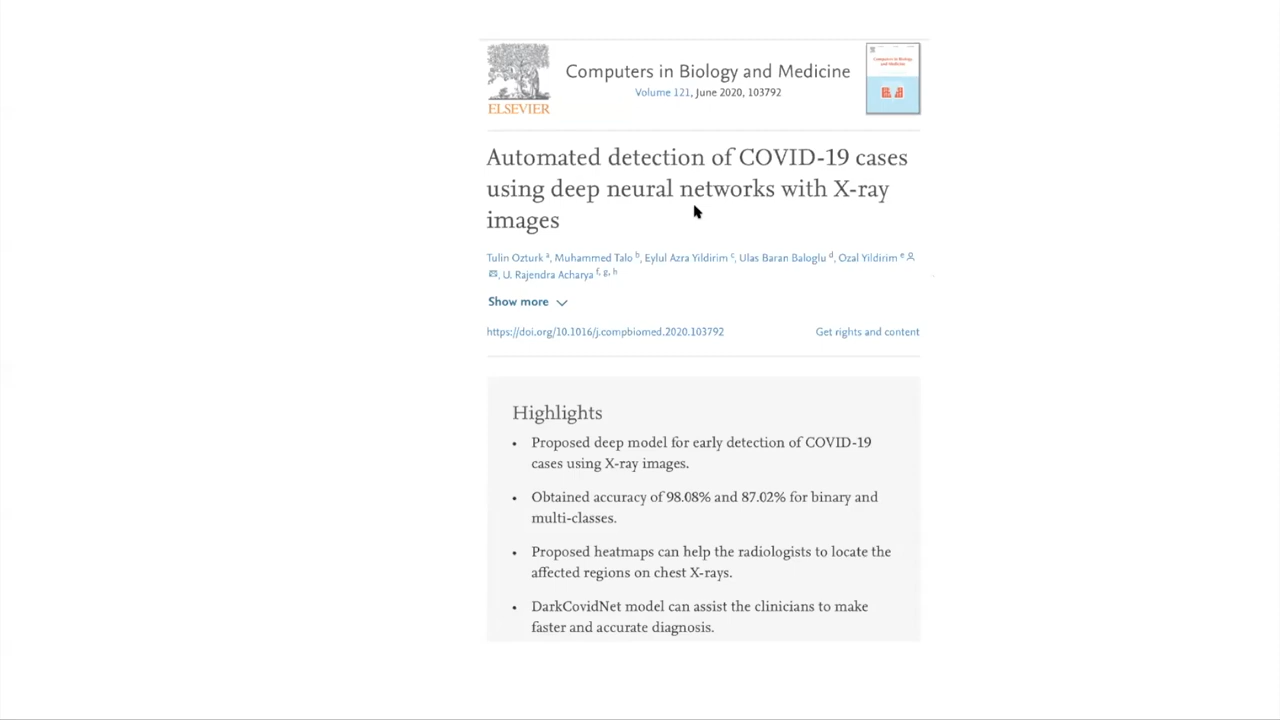 Computers in Biology and Medicine
Volume 121, June 2020, 103792
ELSEVIER
Automated detection of COVID-19 cases
using deep neural networks with X-ray
images
Tulin Ozturk a, Muhammed Talo b, Eylul Azra Yildirim c, Ulas Baran Baloglu d, Ozal Yildirim e
, U. Rajendra Acharya f, g, h
Show more
https://doi.org/10.1016/j.compbiomed.2020.103792 Get rights and content
Highlights
• Proposed deep model for early detection of COVID-19
cases using X-ray images.
• Obtained accuracy of 98.08% and 87.02% for binary and
multi-classes.
• Proposed heatmaps can help the radiologists to locate the
affected regions on chest X-rays.
• DarkCovidNet model can assist the clinicians to make
faster and accurate diagnosis.